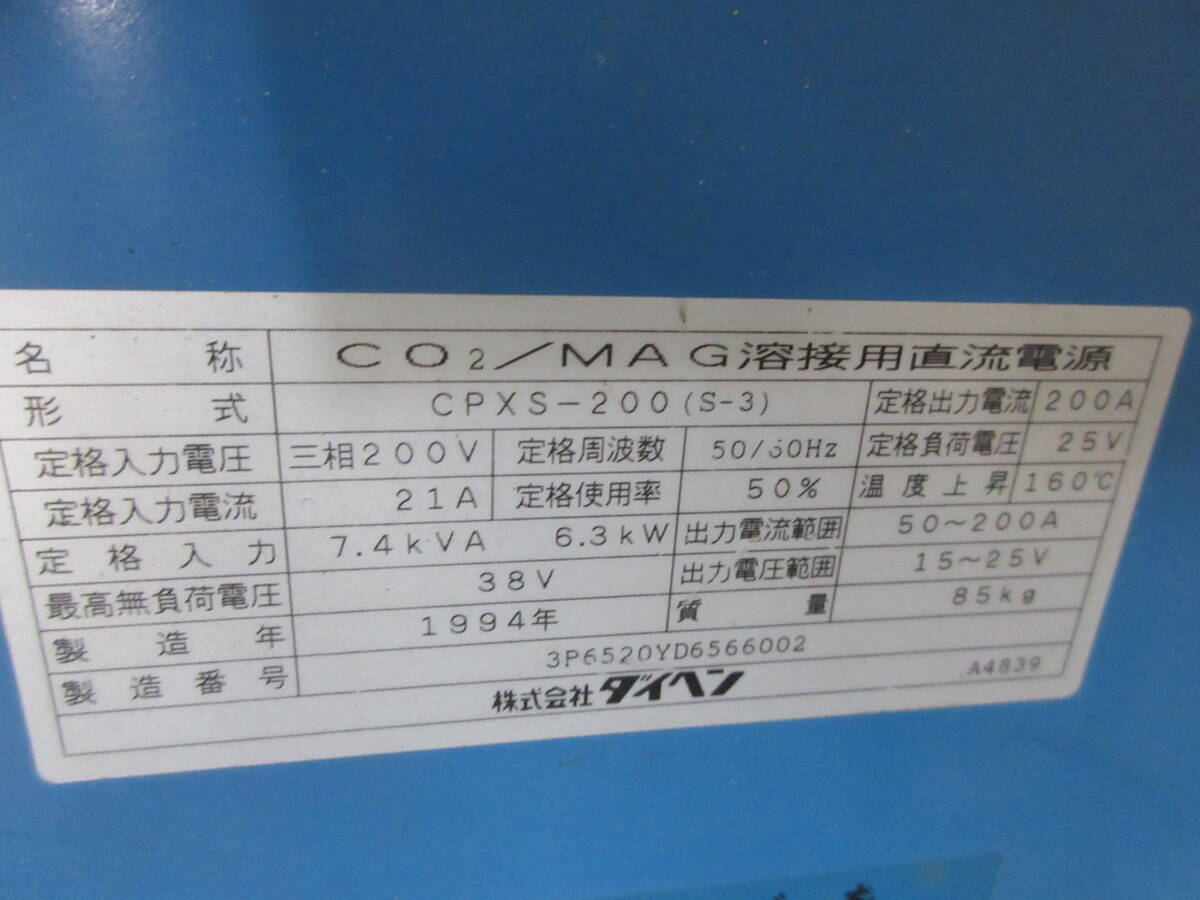 名称 CO₂/MAG溶接用直流電源
形式 CPXS-200(S-3) 定格出力電流 200A
定格入力電圧 三相200V 定格周波数 50/60Hz 定格負荷電圧 25V
定格入力電流 21A 定格使用率 50% 温度上昇 160℃
定格入力 7.4kVA 6.3kW 出力電流範囲 50~200A
最高無負荷電圧 38V 出力電圧範囲 15~25V
製造年 1994年 質量 85kg
製造番号 3P6520YD6566002
株式会社ダイヘン A4839